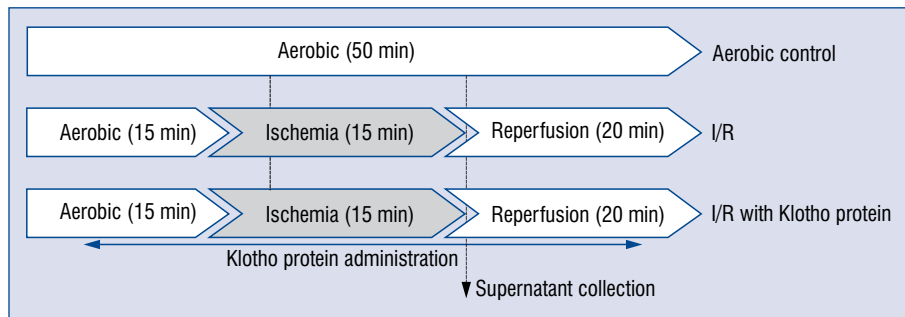 Aerobic (50 min) Aerobic control
Aerobic (15 min) Ischemia (15 min) Reperfusion (20 min) I/R
Aerobic (15 min) Ischemia (15 min) Reperfusion (20 min) I/R with Klotho protein
Klotho protein administration
Supernatant collection